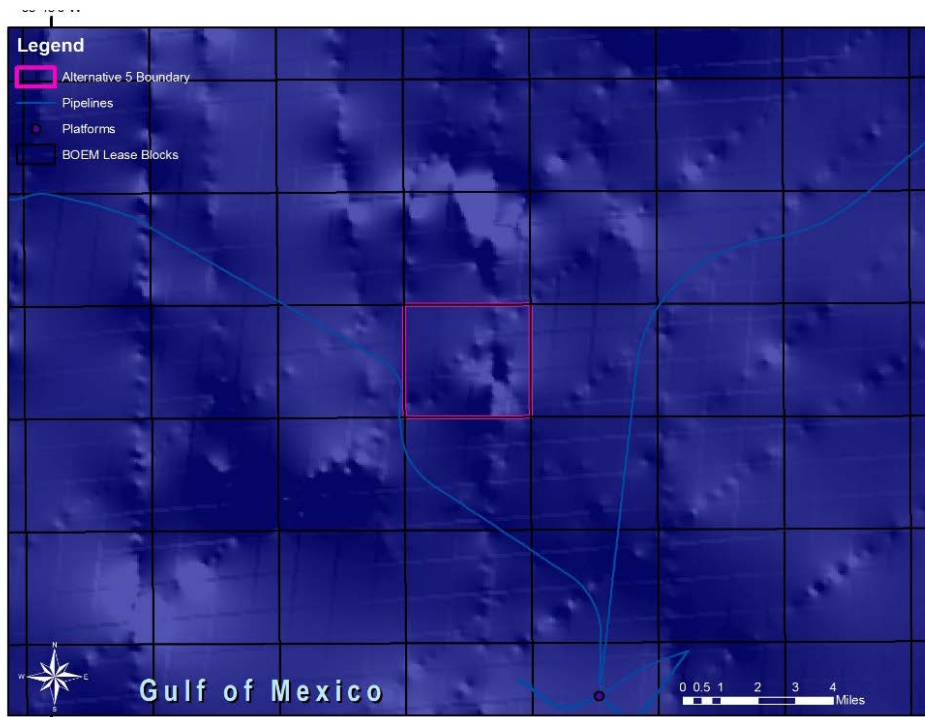 Legend
Alternative 5 Boundary
Pipelines
Platforms
BOEM Lease Blocks
N
W E
S
Gulf of Mexico
0 0.5 1 2 3 4
Miles